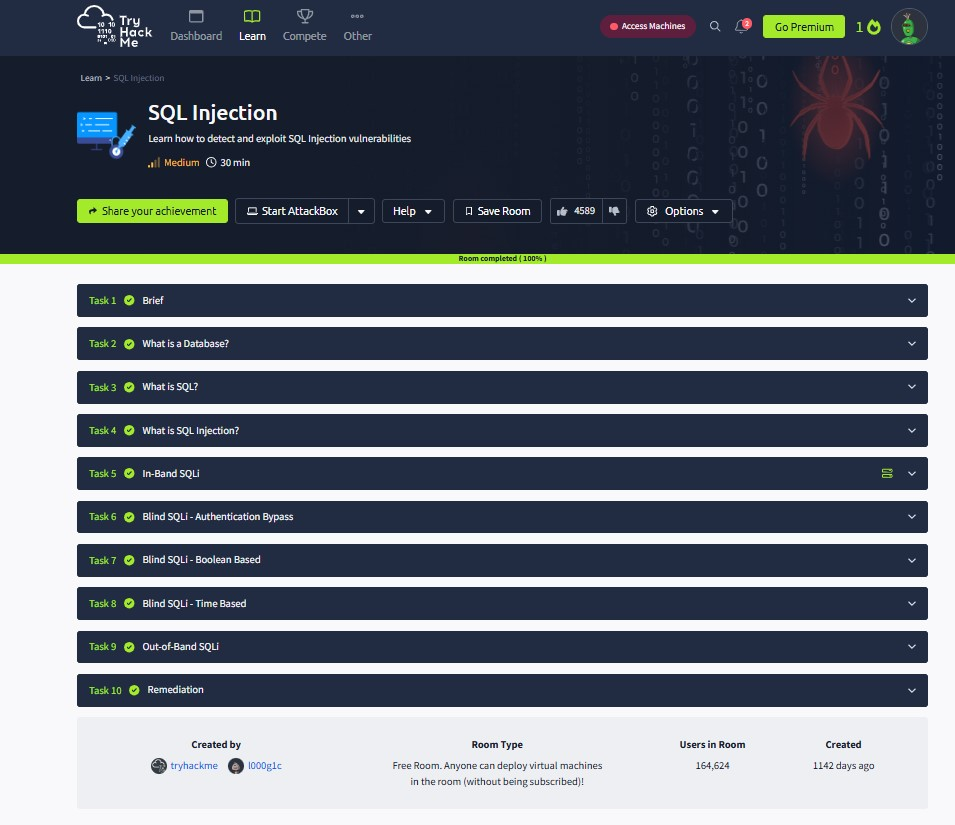 Try
Hack
Me
Dashboard
Learn
Compete
Other
Access Machines
2
Go Premium
1
Learn > SQL Injection
SQL Injection
Learn how to detect and exploit SQL Injection vulnerabilities
Medium 30 min
Share your achievement
Start AttackBox
Help
Save Room
4589
Options
Room completed ( 100% )
Task 1 Brief
Task 2 What is a Database?
Task 3 What is SQL?
Task 4 What is SQL Injection?
Task 5 In-Band SQLi
Task 6 Blind SQLi - Authentication Bypass
Task 7 Blind SQLi - Boolean Based
Task 8 Blind SQLi - Time Based
Task 9 Out-of-Band SQLi
Task 10 Remediation
Created by
tryhackme l000g1c
Room Type
Free Room. Anyone can deploy virtual machines
in the room (without being subscribed)!
Users in Room
164,624
Created
1142 days ago